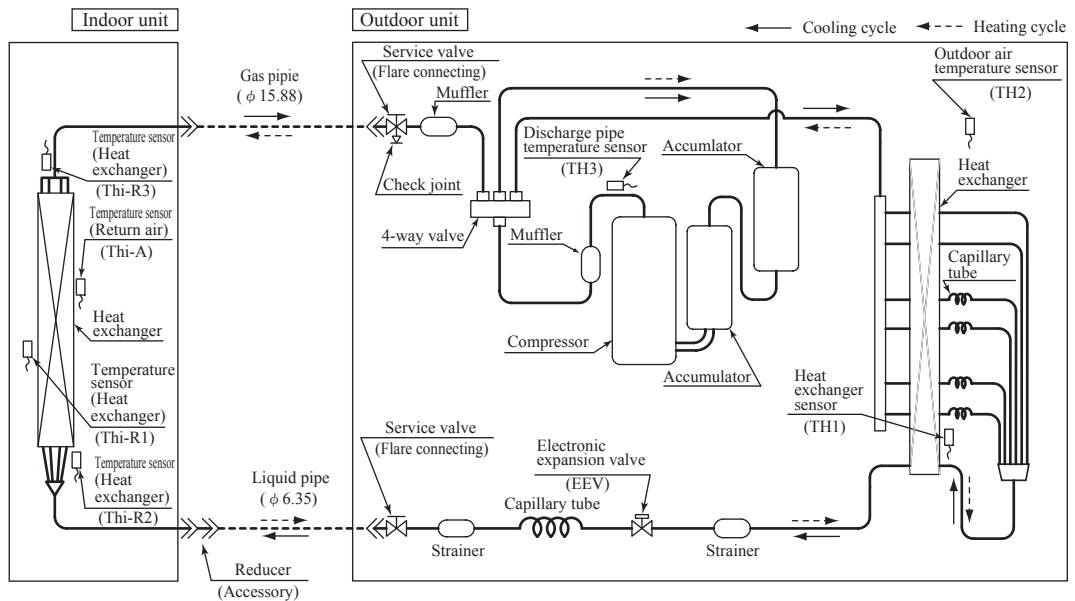 Indoor unit
Outdoor unit
Cooling cycle
Heating cycle
Service valve
(Flare connecting)
Muffler
Gas pipie
( ϕ 15.88)
Outdoor air
temperature sensor
(TH2)
Temperature sensor
(Heat
exchanger)
(Thi-R3)
Discharge pipe
temperature sensor
(TH3)
Accumlator
Check joint
Heat
exchanger
Temperature sensor
(Return air)
(Thi-A)
4-way valve
Muffler
Capillary
tube
Heat
exchanger
Compressor
Accumulator
Temperature
sensor
(Heat
exchanger)
(Thi-R1)
Heat
exchanger
sensor
(TH1)
Service valve
(Flare connecting)
Electronic
expansion valve
(EEV)
Temperature sensor
(Heat
exchanger)
(Thi-R2)
Liquid pipe
( ϕ 6.35)
Capillary tube
Strainer
Strainer
Reducer
(Accessory)